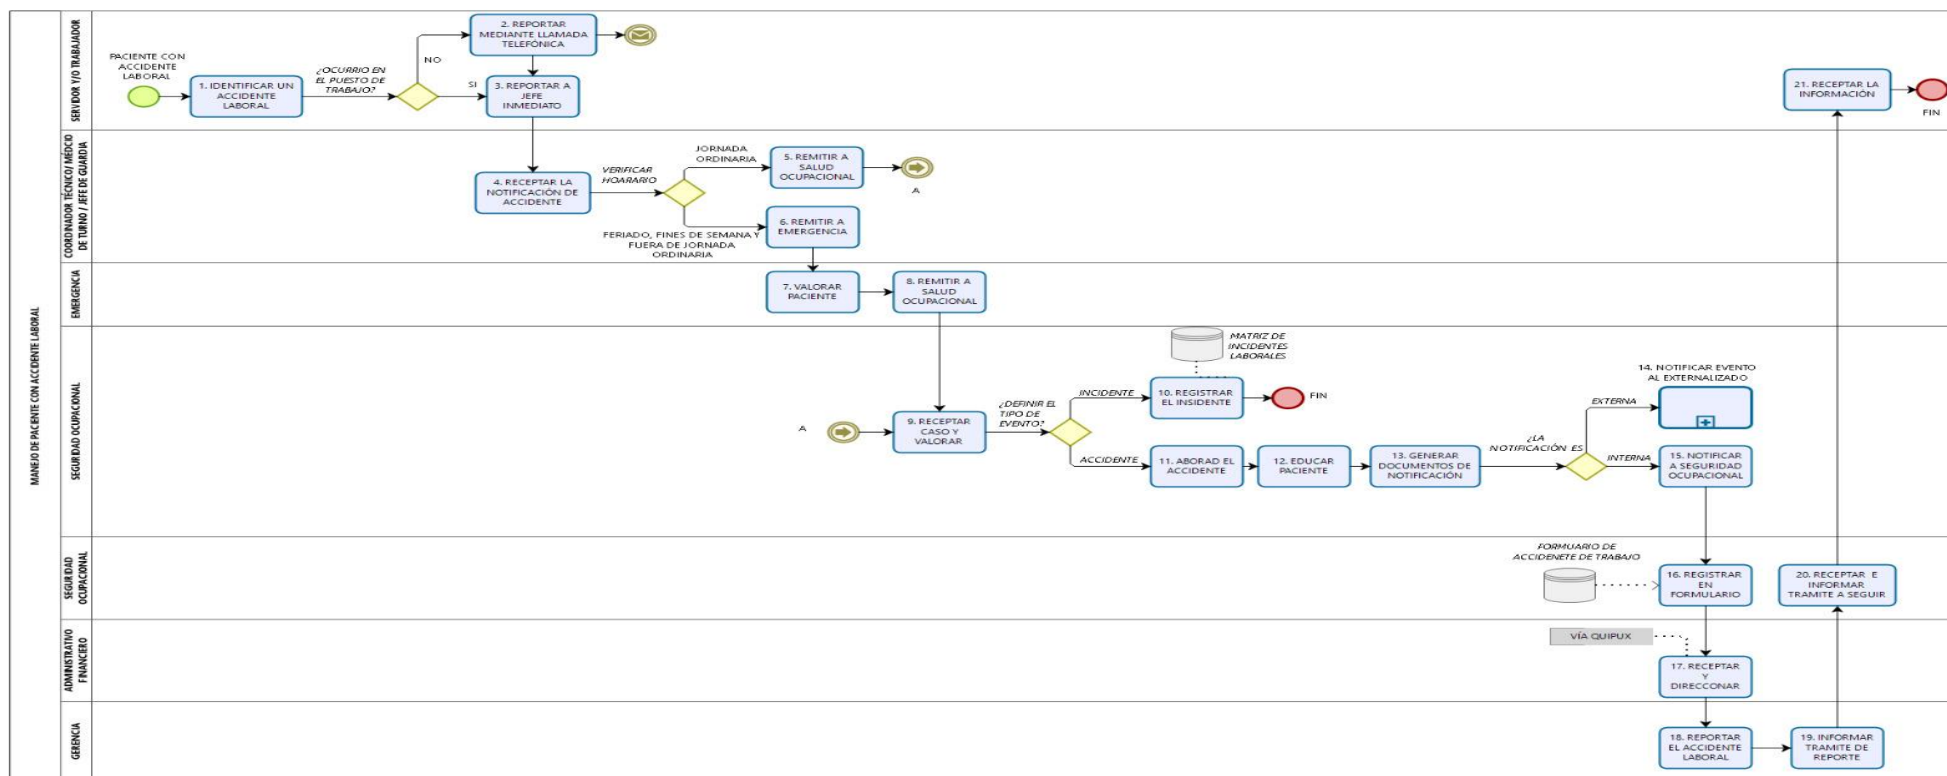 MANEJO DE PACIENTE CON ACCIDENTE LABORAL
SERVIDOR Y/O TRABAJADOR
PACIENTE CON
ACCIDENTE
LABORAL
1. IDENTIFICAR UN
ACCIDENTE
LABORAL
¿OCURRIO EN
EL PUESTO DE
TRABAJO?
NO
SI
2. REPORTAR
MEDIANTE LLAMADA
TELEFÓNICA
3. REPORTAR A
JEFE
INMEDIATO
21. RECEPTAR LA
INFORMACIÓN
FIN
COORDINADOR TÉCNICO/ MÉDCIO
DE TURNO / JEFE DE GUARDIA
4. RECEPTAR LA
NOTIFICACIÓN DE
ACCIDENTE
VERIFICAR
HOARARIO
JORNADA
ORDINARIA
5. REMITIR A
SALUD
OCUPACIONAL
A
6. REMITIR A
EMERGENCIA
FERIADO, FINES DE SEMANA Y
FUERA DE JORNADA
ORDINARIA
EMERGENCIA
7. VALORAR
PACIENTE
8. REMITIR A
SALUD
OCUPACIONAL
SEGURIDAD OCUPACIONAL
A
9. RECEPTAR
CASO Y
VALORAR
¿DEFINIR EL
TIPO DE
EVENTO?
INCIDENTE
MATRIZ DE
INCIDENTES
LABORALES
10. REGISTRAR
EL INSIDENTE
FIN
ACCIDENTE
11. ABORAD EL
ACCIDENTE
12. EDUCAR
PACIENTE
13. GENERAR
DOCUMENTOS DE
NOTIFICACIÓN
¿LA
NOTIFICACIÓN ES
EXTERNA
14. NOTIFICAR EVENTO
AL EXTERNALIZADO
INTERNA
15. NOTIFICAR
A SEGURIDAD
OCUPACIONAL
SEGURIDAD
OCUPACIONAL
FORMUARIO DE
ACCIDENETE DE TRABAJO
16. REGISTRAR
EN
FORMULARIO
20. RECEPTAR E
INFORMAR
TRAMITE A SEGUIR
ADMINISTRATIVO
FINANCIERO
VÍA QUIPUX
17. RECEPTAR
Y
DIRECCONAR
GERENCIA
18. REPORTAR
EL ACCIDENTE
LABORAL
19. INFORMAR
TRAMITE DE
REPORTE